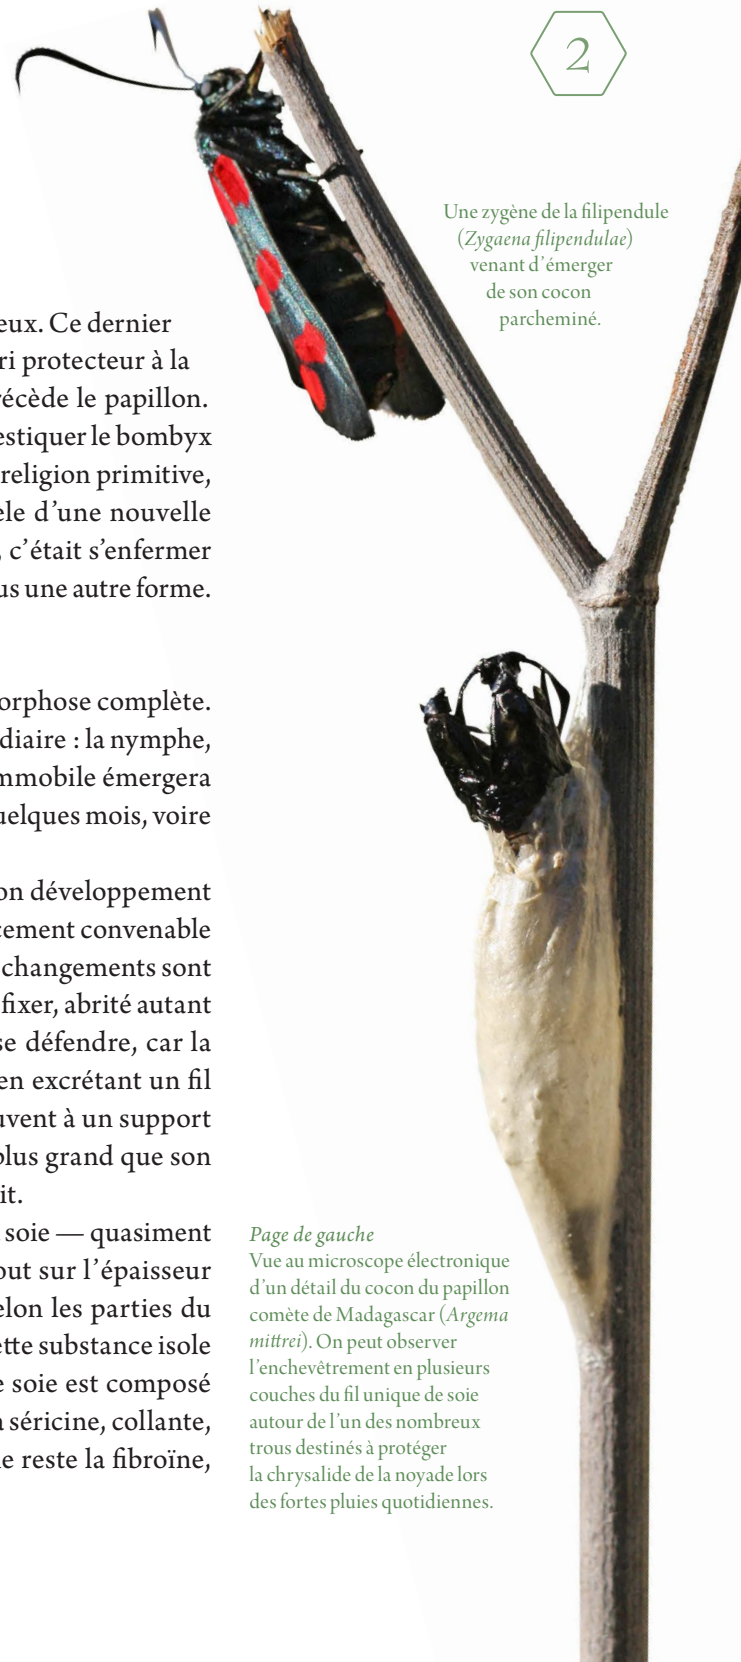 2
Une zygène de la filipendule
(Zygaena filipendulae)
venant d’émerger
de son cocon
parcheminé.
eux. Ce dernier
ri protecteur à la
écède le papillon.
estiquer le bombyx
religion primitive,
èle d’une nouvelle
, c’était s’enfermer
us une autre forme.
orphose complète.
diaire : la nymphe,
mmobile émergera
uelques mois, voire
on développement
cement convenable
changements sont
fixer, abrité autant
se défendre, car la
en excrétant un fil
uvent à un support
plus grand que son
it.
soie — quasiment
out sur l’épaisseur
elon les parties du
ette substance isole
e soie est composé
a séricine, collante,
e reste la fibroïne,
Page de gauche
Vue au microscope électronique
d’un détail du cocon du papillon
comète de Madagascar (Argema
mittrei). On peut observer
l’enchevêtrement en plusieurs
couches du fil unique de soie
autour de l’un des nombreux
trous destinés à protéger
la chrysalide de la noyade lors
des fortes pluies quotidiennes.